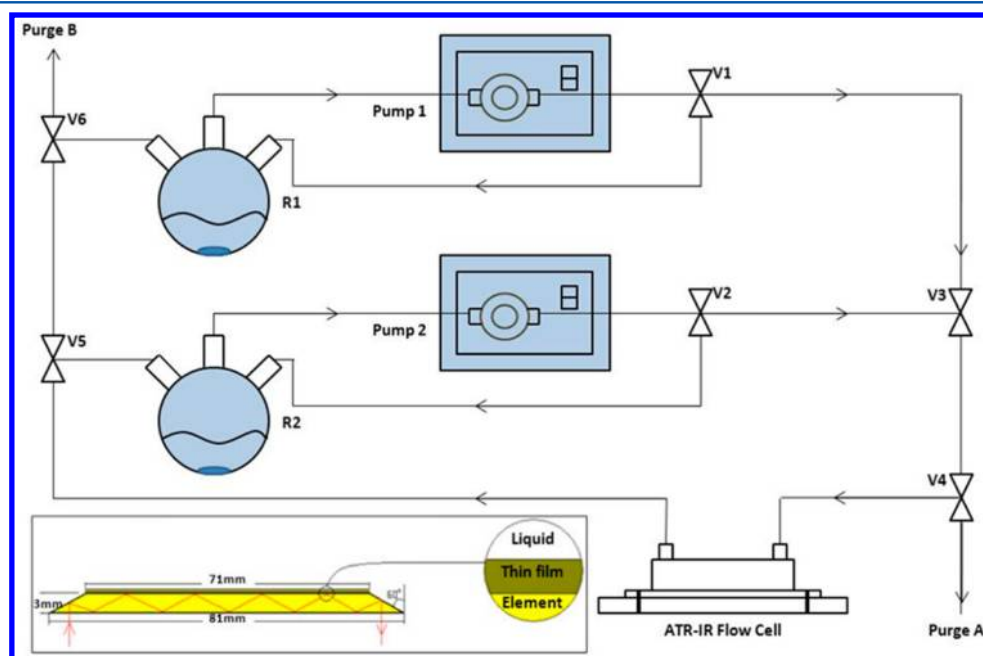 Purge B
V6
Pump 1
V1
R1
V5
Pump 2
V2
V3
R2
V4
Liquid
Thin film
Element
71mm
3mm
60°
81mm
ATR-IR Flow Cell
Purge A